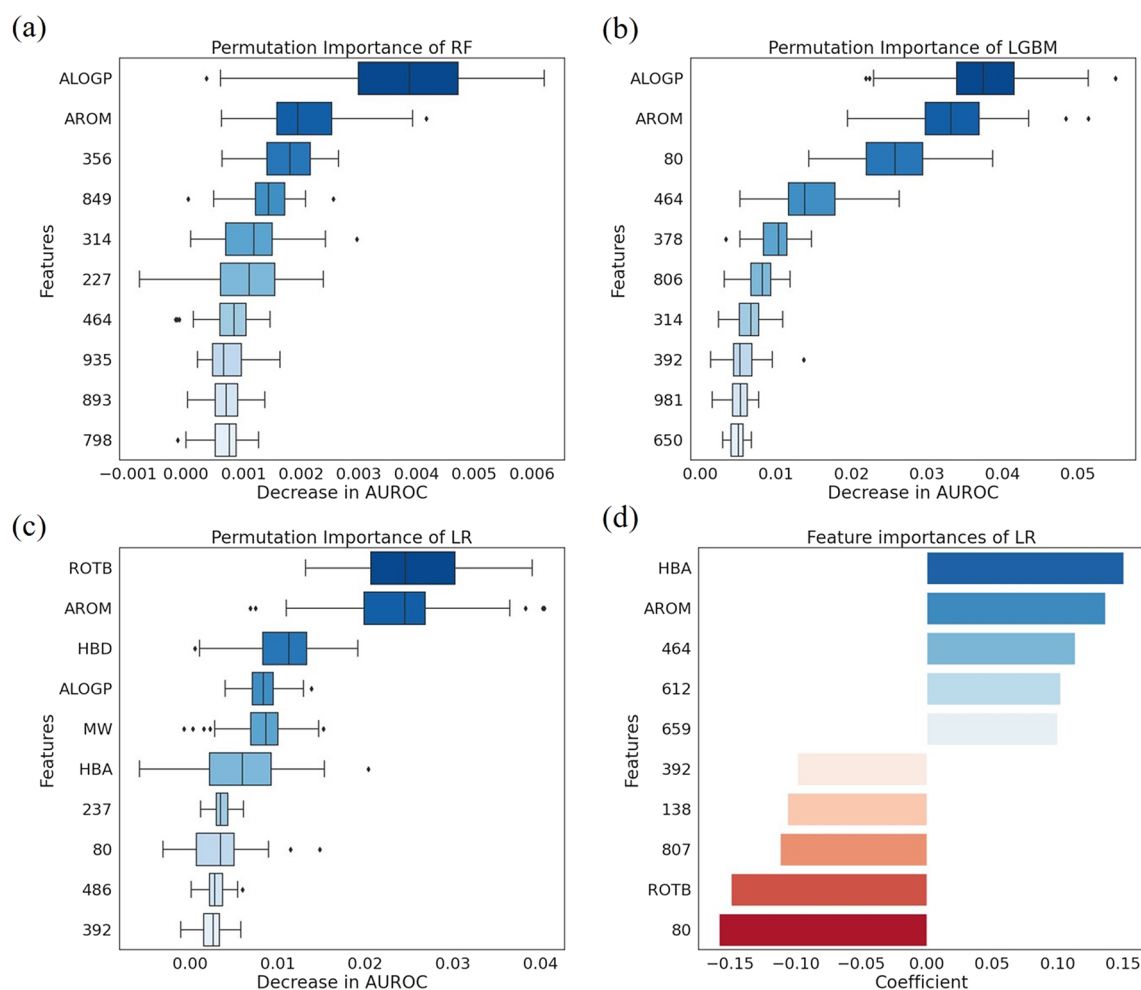 (a)
Permutation Importance of RF
Features
ALOGP
AROM
356
849
314
227
464
935
893
798
−0.001 0.000 0.001 0.002 0.003 0.004 0.005 0.006
Decrease in AUROC
(b)
Permutation Importance of LGBM
Features
ALOGP
AROM
80
464
378
806
314
392
981
650
0.00 0.01 0.02 0.03 0.04 0.05
Decrease in AUROC
(c)
Permutation Importance of LR
Features
ROTB
AROM
HBD
ALOGP
MW
HBA
237
80
486
392
0.00 0.01 0.02 0.03 0.04
Decrease in AUROC
(d)
Feature importances of LR
Features
HBA
AROM
464
612
659
392
138
807
ROTB
80
−0.15 −0.10 −0.05 0.00 0.05 0.10 0.15
Coefficient